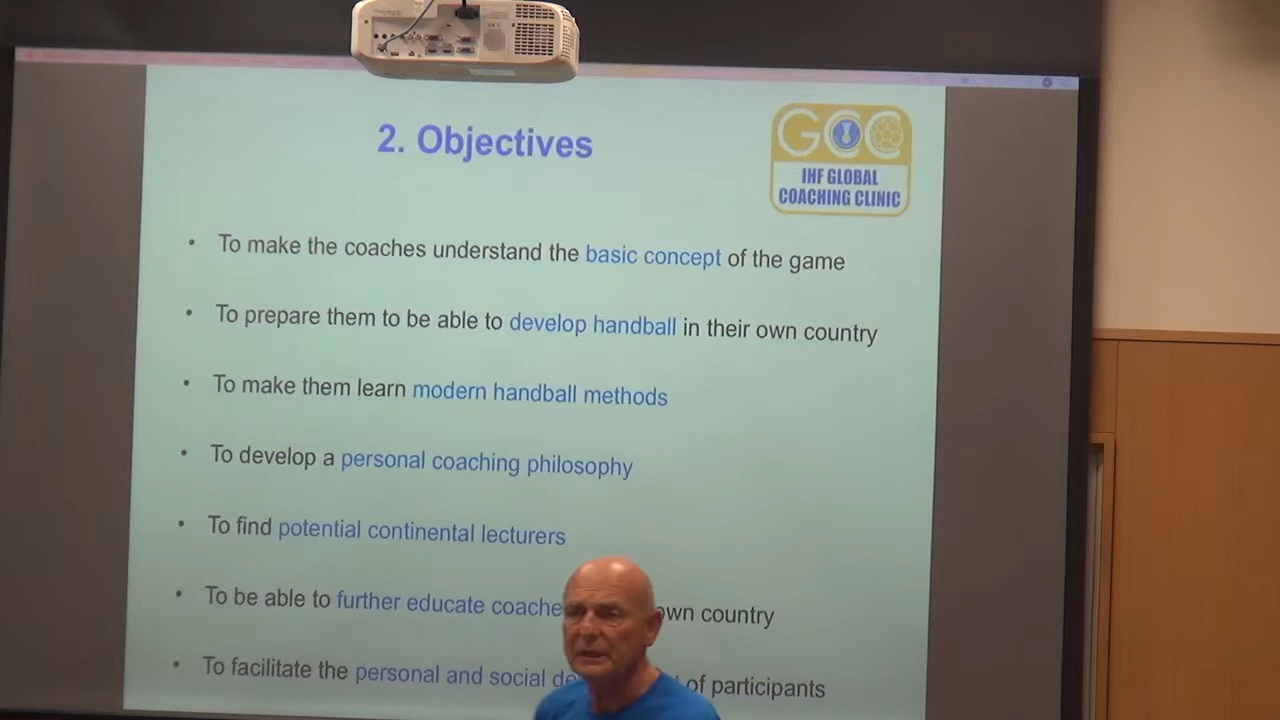 2. Objectives
GCC
IHF GLOBAL
COACHING CLINIC
• To make the coaches understand the basic concept of the game
• To prepare them to be able to develop handball in their own country
• To make them learn modern handball methods
• To develop a personal coaching philosophy
• To find potential continental lecturers
• To be able to further educate coache own country
• To facilitate the personal and social de of participants